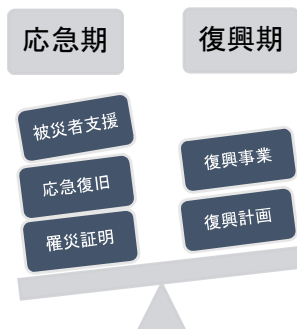 応急期
復興期
被災者支援
応急復旧
罹災証明
復興事業
復興計画